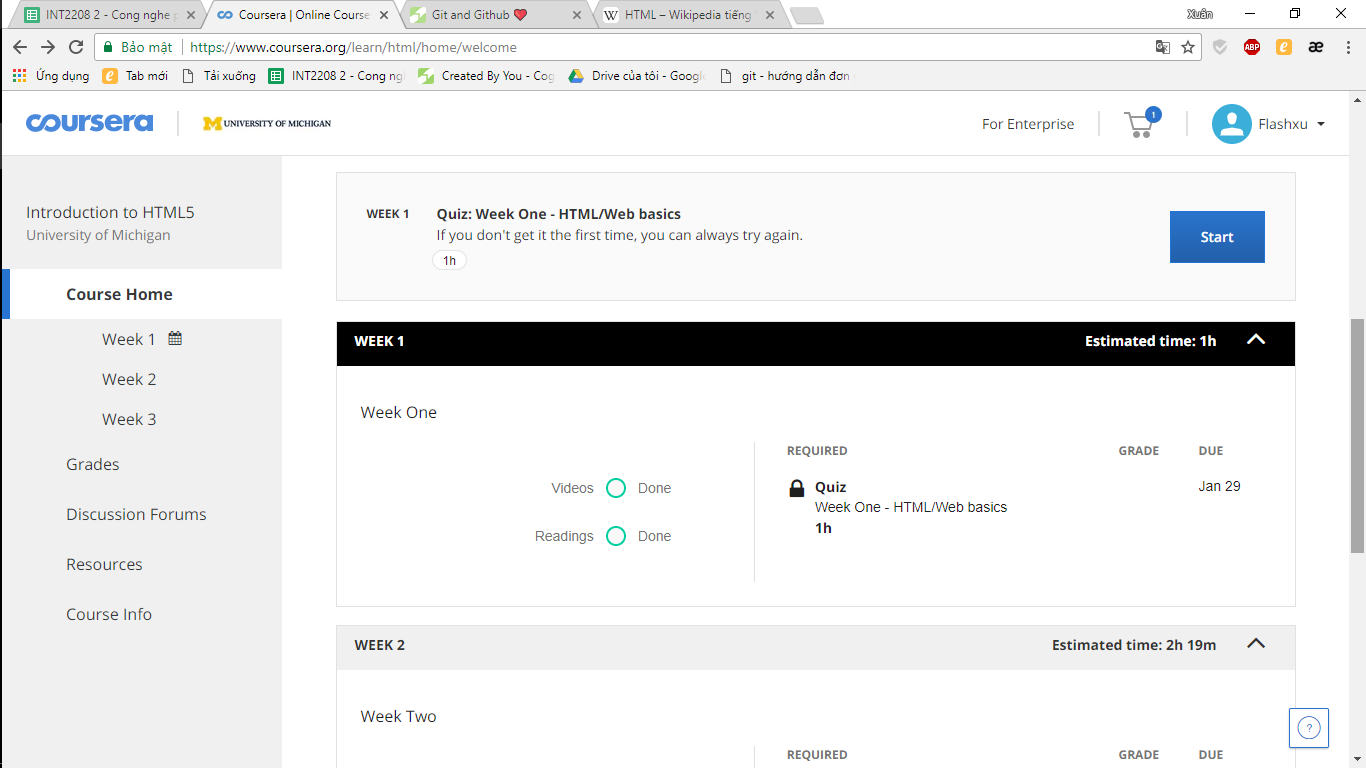 INT2208 2 - Cong nghe p
Coursera | Online Course
Git and Github
HTML – Wikipedia tiếng
Xuân
Bảo mật
https://www.coursera.org/learn/html/home/welcome
Ứng dụng
Tab mới
Tải xuống
INT2208 2 - Cong ngh
Created By You - Cog
Drive của tôi - Google
git - hướng dẫn đơn
coursera
M UNIVERSITY OF MICHIGAN
For Enterprise
1
Flashxu
Introduction to HTML5
University of Michigan
Course Home
Week 1
Week 2
Week 3
Grades
Discussion Forums
Resources
Course Info
WEEK 1
Quiz: Week One - HTML/Web basics
If you don't get it the first time, you can always try again.
1h
Start
WEEK 1
Estimated time: 1h
Week One
Videos Done
Readings Done
REQUIRED GRADE DUE
Quiz Jan 29
Week One - HTML/Web basics
1h
WEEK 2
Estimated time: 2h 19m
Week Two
REQUIRED GRADE DUE
?
ABP
e
æ